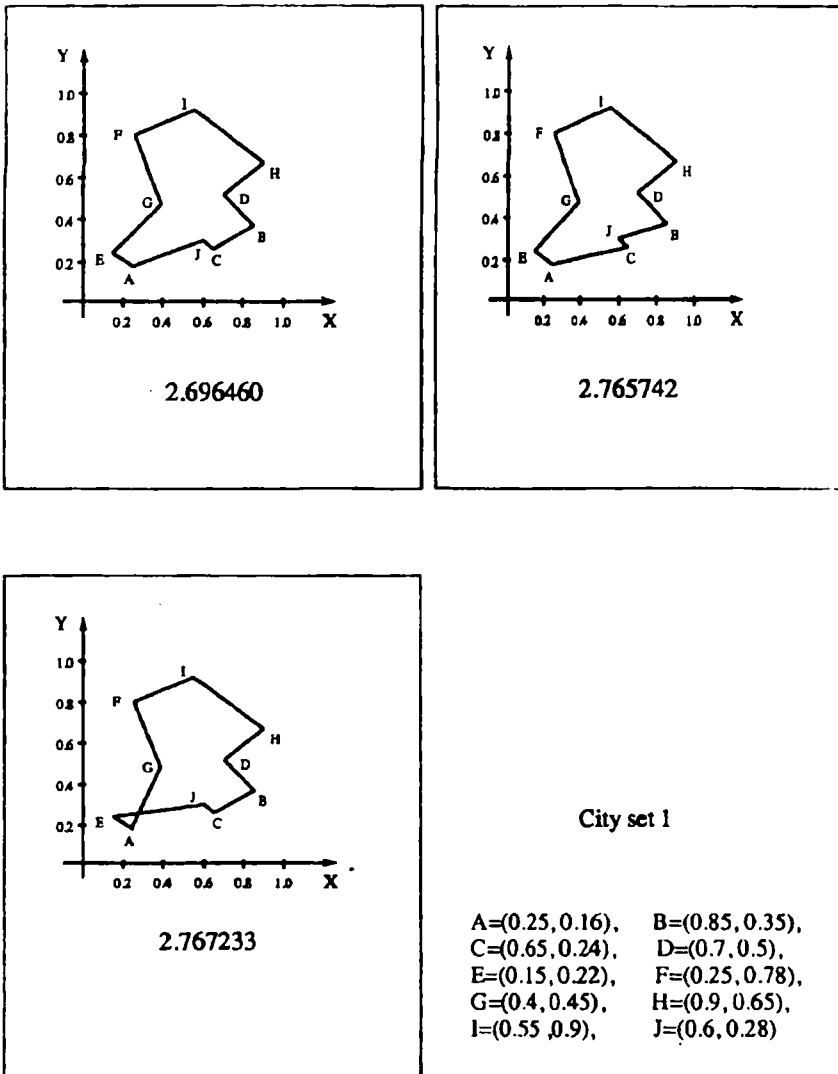 Y
1.0
0.8
0.6
0.4
0.2
I
F
H
G
D
B
E
A
J
C
0.2 0.4 0.6 0.8 1.0 X
2.696460
Y
1.0
0.8
0.6
0.4
0.2
I
F
H
G
D
B
J
E
A
C
0.2 0.4 0.6 0.8 1.0 X
2.765742
Y
1.0
0.8
0.6
0.4
0.2
I
F
H
G
D
J
B
E
A
C
0.2 0.4 0.6 0.8 1.0 X
2.767233
City set 1
A=(0.25, 0.16), B=(0.85, 0.35),
C=(0.65, 0.24), D=(0.7, 0.5),
E=(0.15, 0.22), F=(0.25, 0.78),
G=(0.4, 0.45), H=(0.9, 0.65),
I=(0.55 ,0.9), J=(0.6, 0.28)